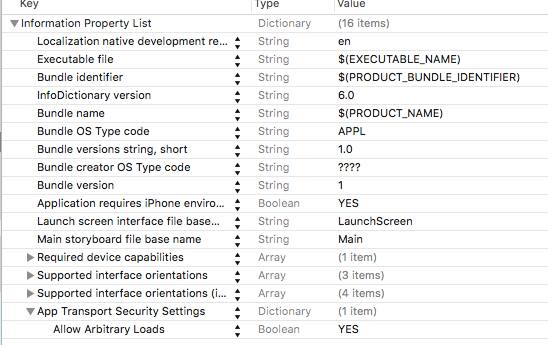 Key Type Value
Information Property List Dictionary (16 items)
Localization native development re... String en
Executable file String $(EXECUTABLE_NAME)
Bundle identifier String $(PRODUCT_BUNDLE_IDENTIFIER)
InfoDictionary version String 6.0
Bundle name String $(PRODUCT_NAME)
Bundle OS Type code String APPL
Bundle versions string, short String 1.0
Bundle creator OS Type code String ????
Bundle version String 1
Application requires iPhone enviro... Boolean YES
Launch screen interface file base... String LaunchScreen
Main storyboard file base name String Main
Required device capabilities Array (1 item)
Supported interface orientations Array (3 items)
Supported interface orientations (i... Array (4 items)
App Transport Security Settings Dictionary (1 item)
Allow Arbitrary Loads Boolean YES